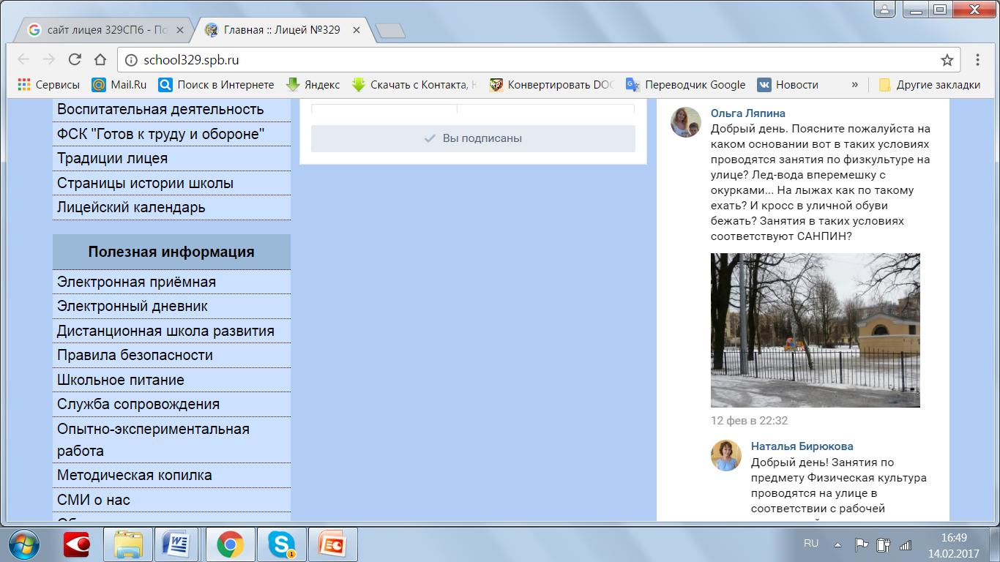 сайт лицея 329СПб - По
Главная :: Лицей №329
school329.spb.ru
Сервисы
Mail.Ru
Поиск в Интернете
Яндекс
Скачать с Контакта, Н
Конвертировать DOC
Переводчик Google
Новости
»
Другие закладки
Воспитательная деятельность
ФСК "Готов к труду и обороне"
Традиции лицея
Страницы истории школы
Лицейский календарь
Полезная информация
Электронная приёмная
Электронный дневник
Дистанционная школа развития
Правила безопасности
Школьное питание
Служба сопровождения
Опытно-экспериментальная
работа
Методическая копилка
СМИ о нас
Вы подписаны
Ольга Ляпина
Добрый день. Поясните пожалуйста на
каком основании вот в таких условиях
проводятся занятия по физкультуре на
улице? Лед-вода вперемешку с
окурками... На лыжах как по такому
ехать? И кросс в уличной обуви
бежать? Занятия в таких условиях
соответствуют САНПИН?
12 фев в 22:32
Наталья Бирюкова
Добрый день! Занятия по
предмету Физическая культура
проводятся на улице в
соответствии с рабочей
1
RU
16:49
14.02.2017